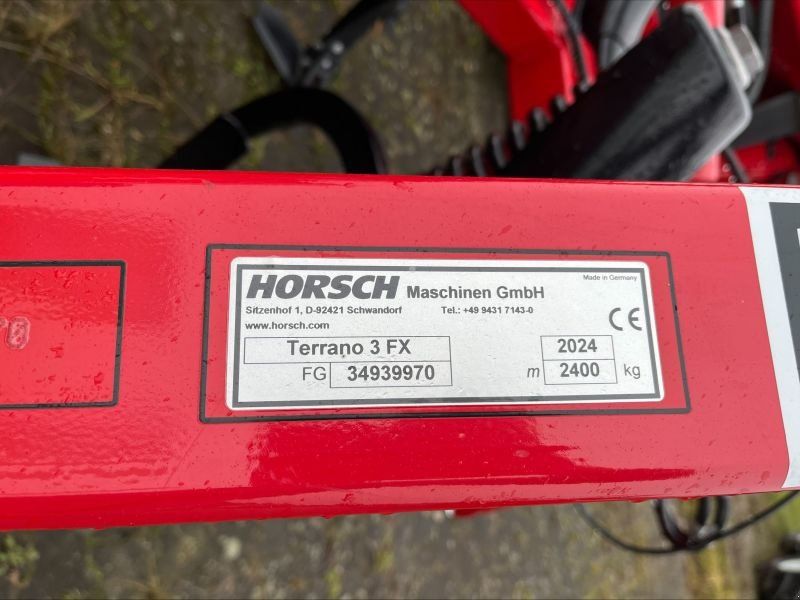 HORSCH Maschinen GmbH
Made in Germany
Sitzenhof 1, D-92421 Schwandorf Tel.: +49 9431 7143-0
www.horsch.com
CE
Terrano 3 FX 2024
FG 34939970 m 2400 kg